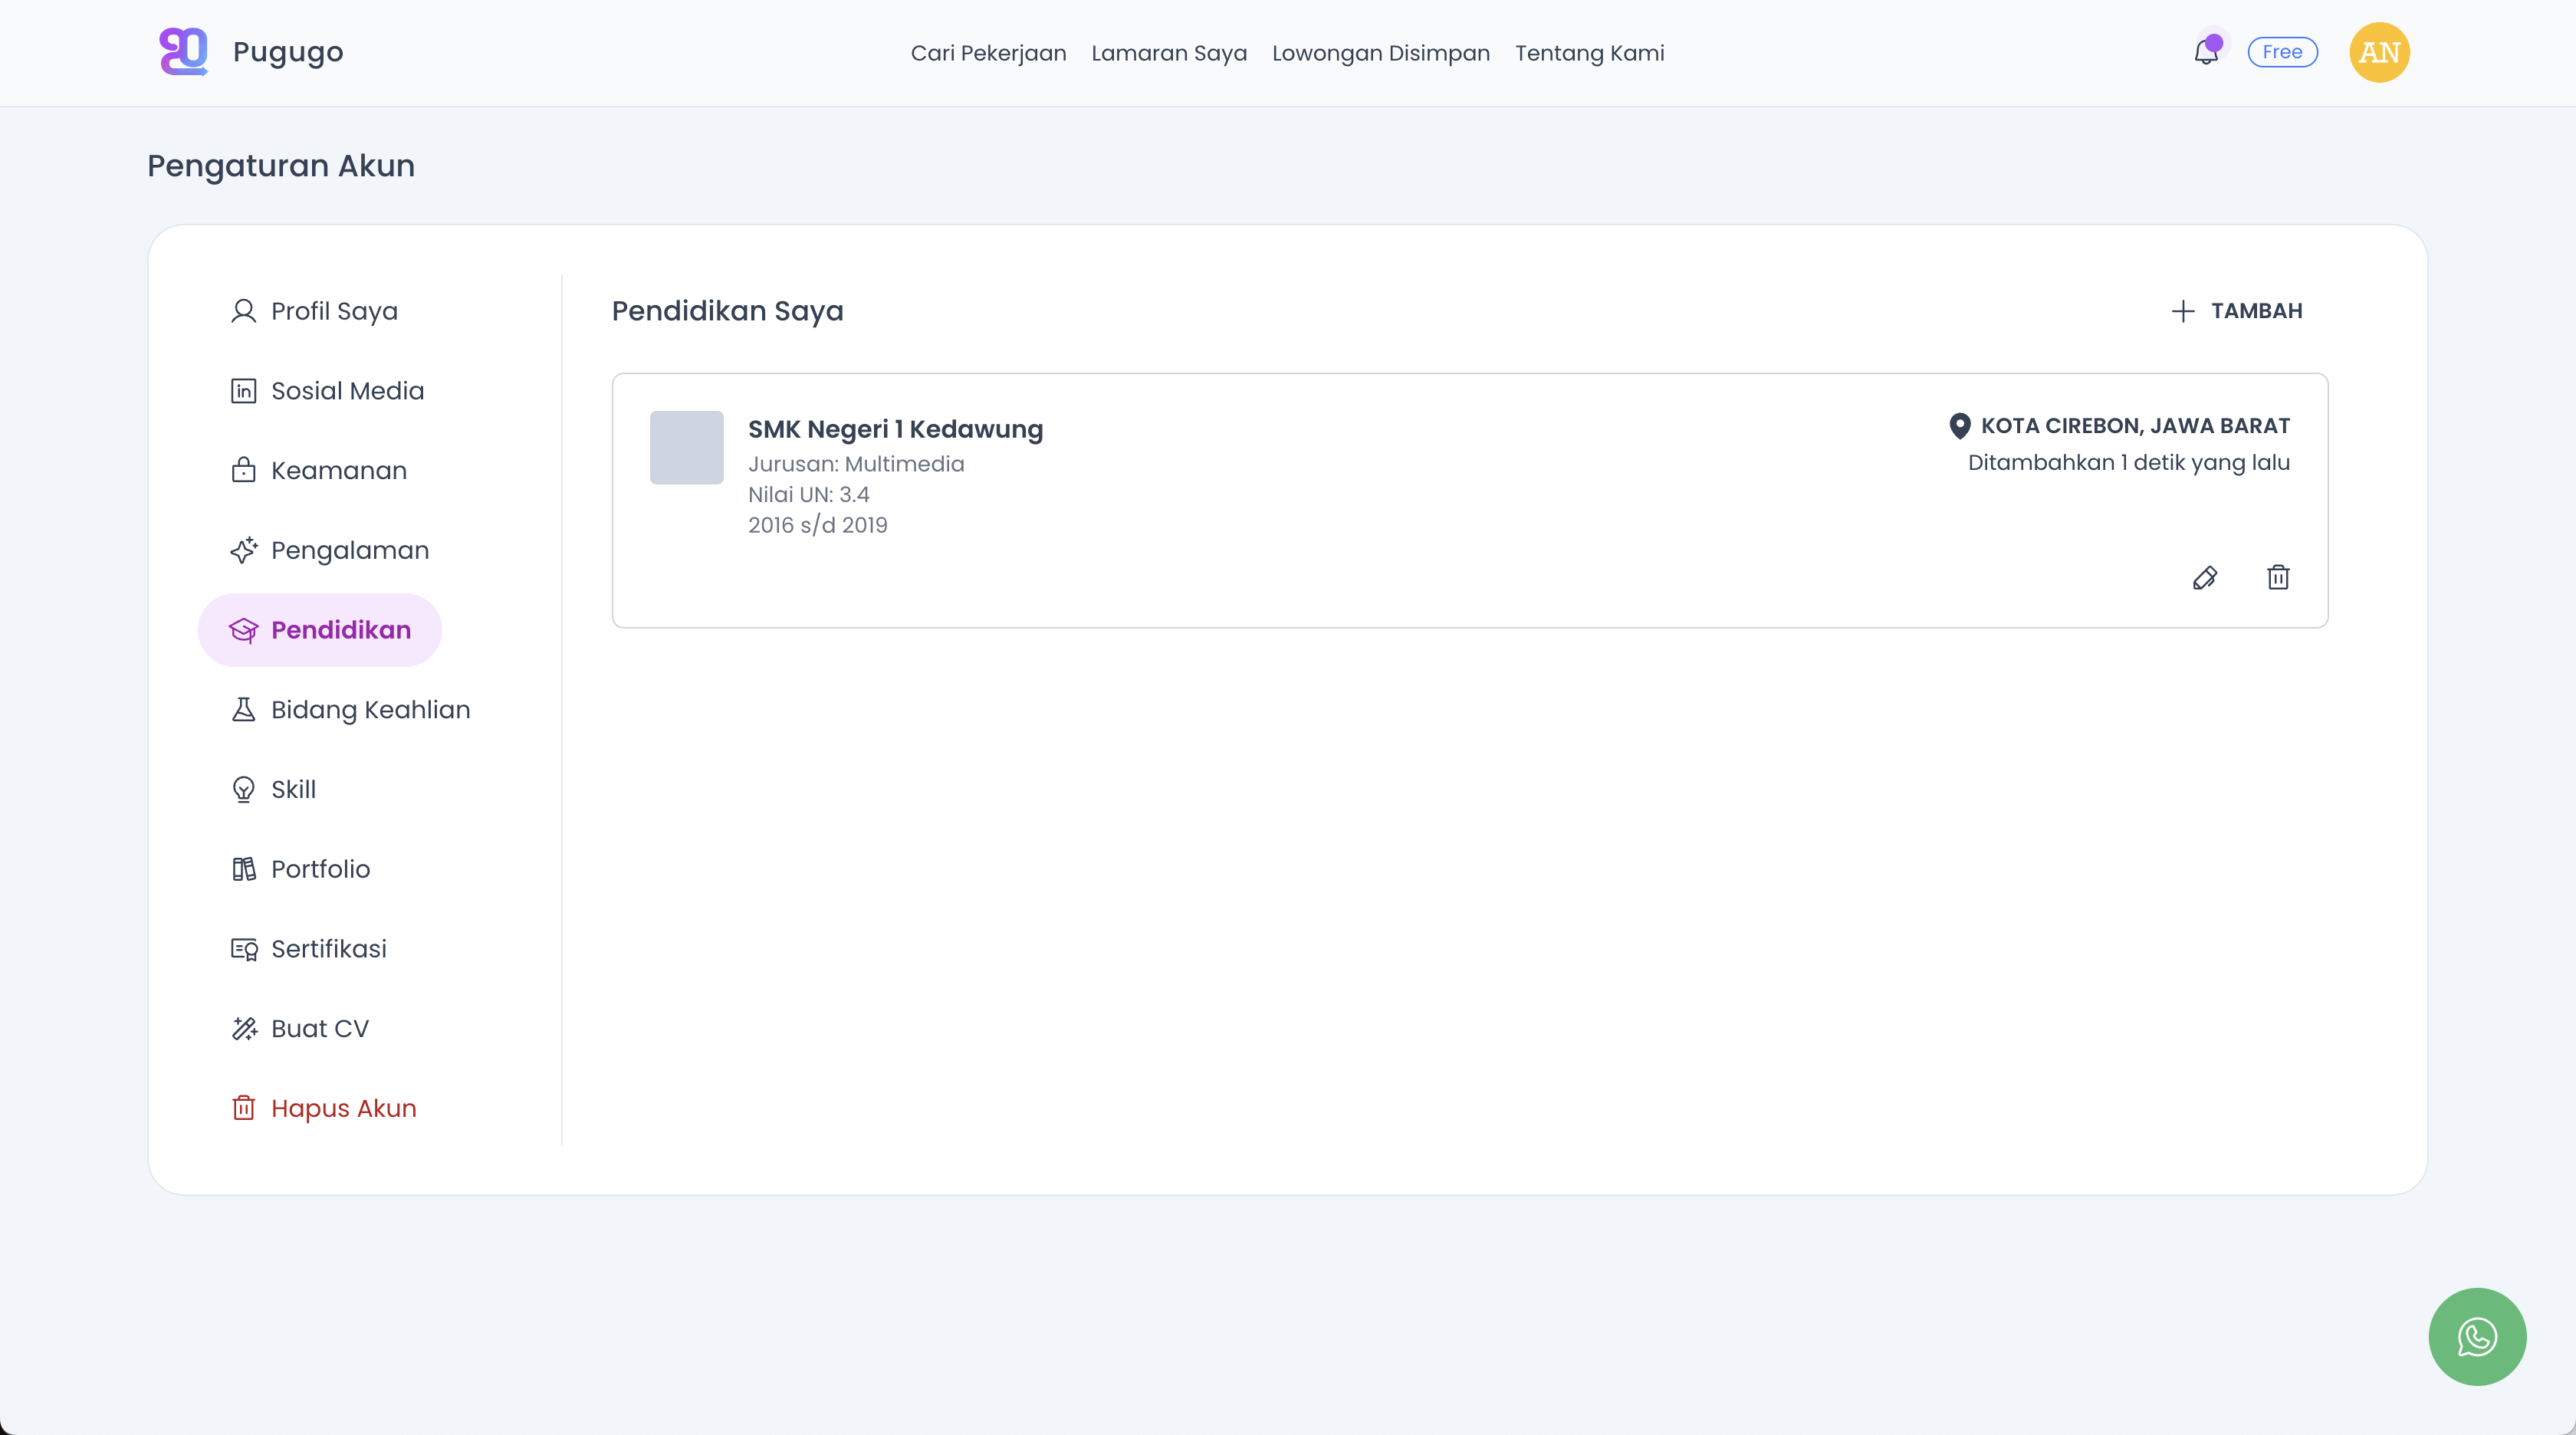 Pugugo
Cari Pekerjaan Lamaran Saya Lowongan Disimpan Tentang Kami
Free
AN
Pengaturan Akun
Profil Saya
Sosial Media
Keamanan
Pengalaman
Pendidikan
Bidang Keahlian
Skill
Portfolio
Sertifikasi
Buat CV
Hapus Akun
Pendidikan Saya
TAMBAH
SMK Negeri 1 Kedawung
Jurusan: Multimedia
Nilai UN: 3.4
2016 s/d 2019
KOTA CIREBON, JAWA BARAT
Ditambahkan 1 detik yang lalu